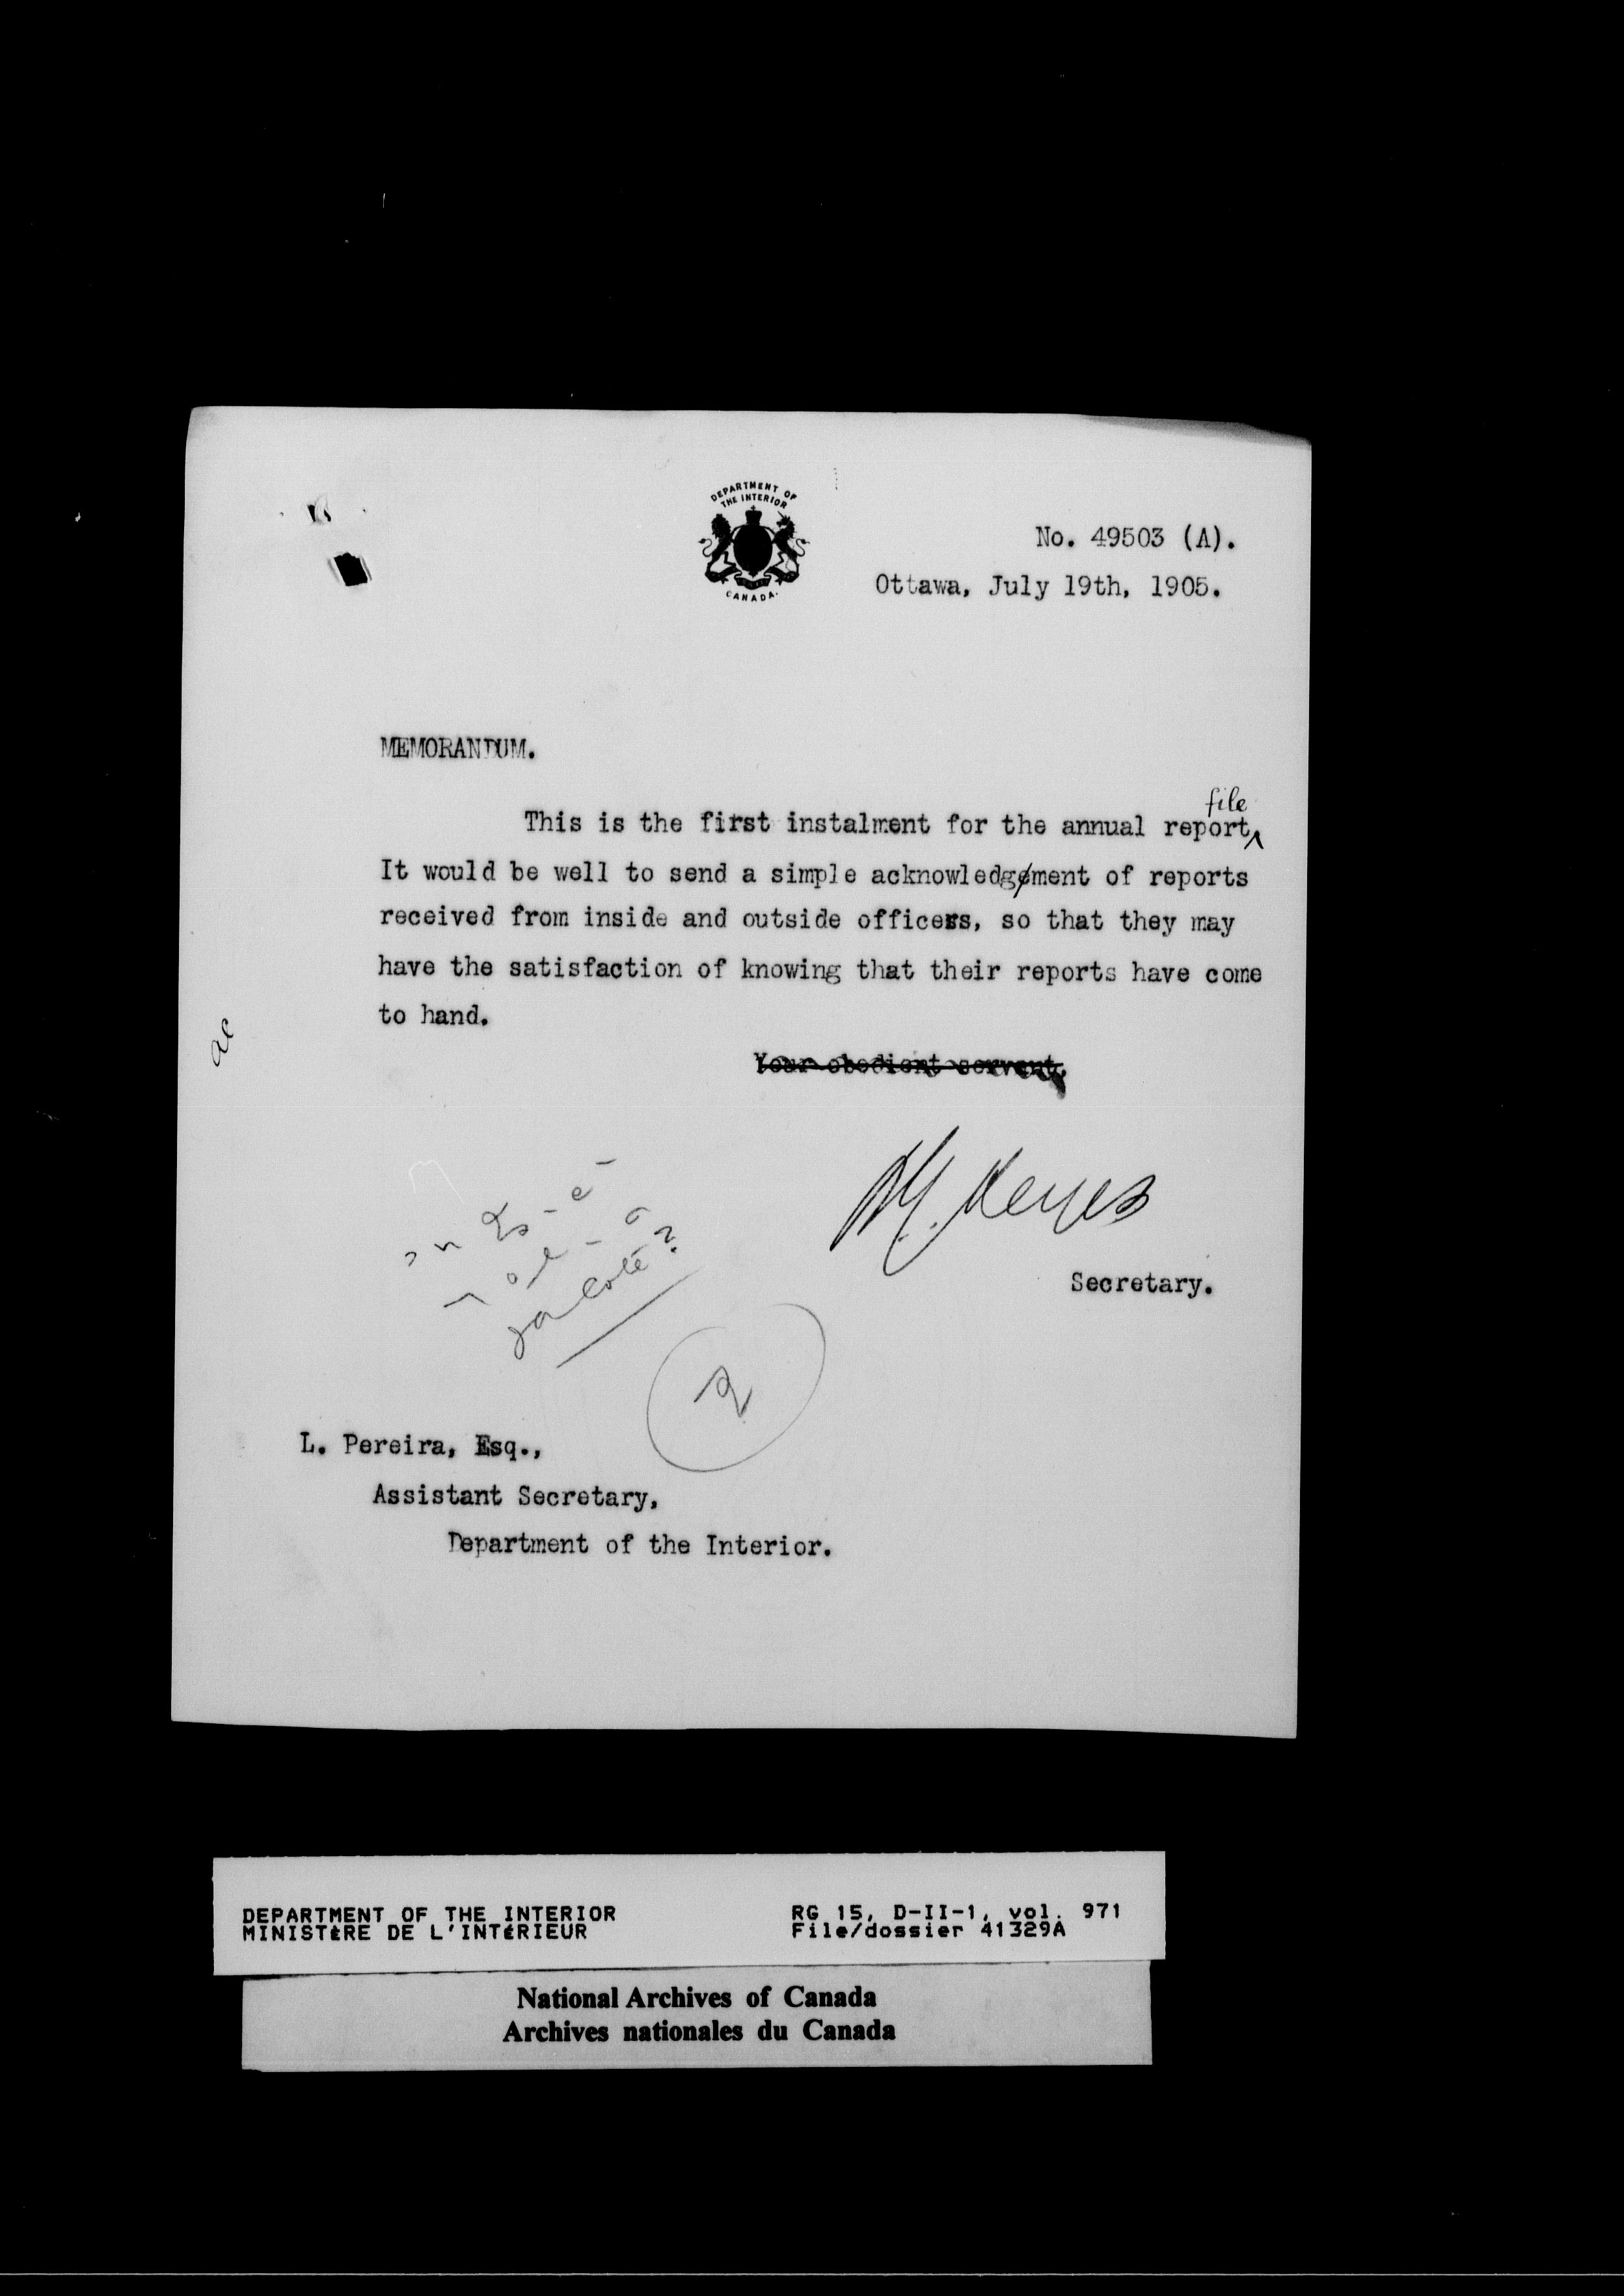 DEPARTMENT OF
THE INTERIOR
CANADA.
No. 49503 (A).
Ottawa, July 19th, 1905.
MEMORANDUM.
file
This is the first instalment for the annual report
It would be well to send a simple acknowledgement of reports
received from inside and outside officers, so that they may
have the satisfaction of knowing that their reports have come
to hand.
Your obedient servant,
Keyes
Secretary.
2
L. Pereira, Esq.,
Assistant Secretary,
Department of the Interior.
DEPARTMENT OF THE INTERIOR
MINISTÈRE DE L'INTÉRIEUR
RG 15, D-II-1, vol. 971
File/dossier 41329A
National Archives of Canada
Archives nationales du Canada